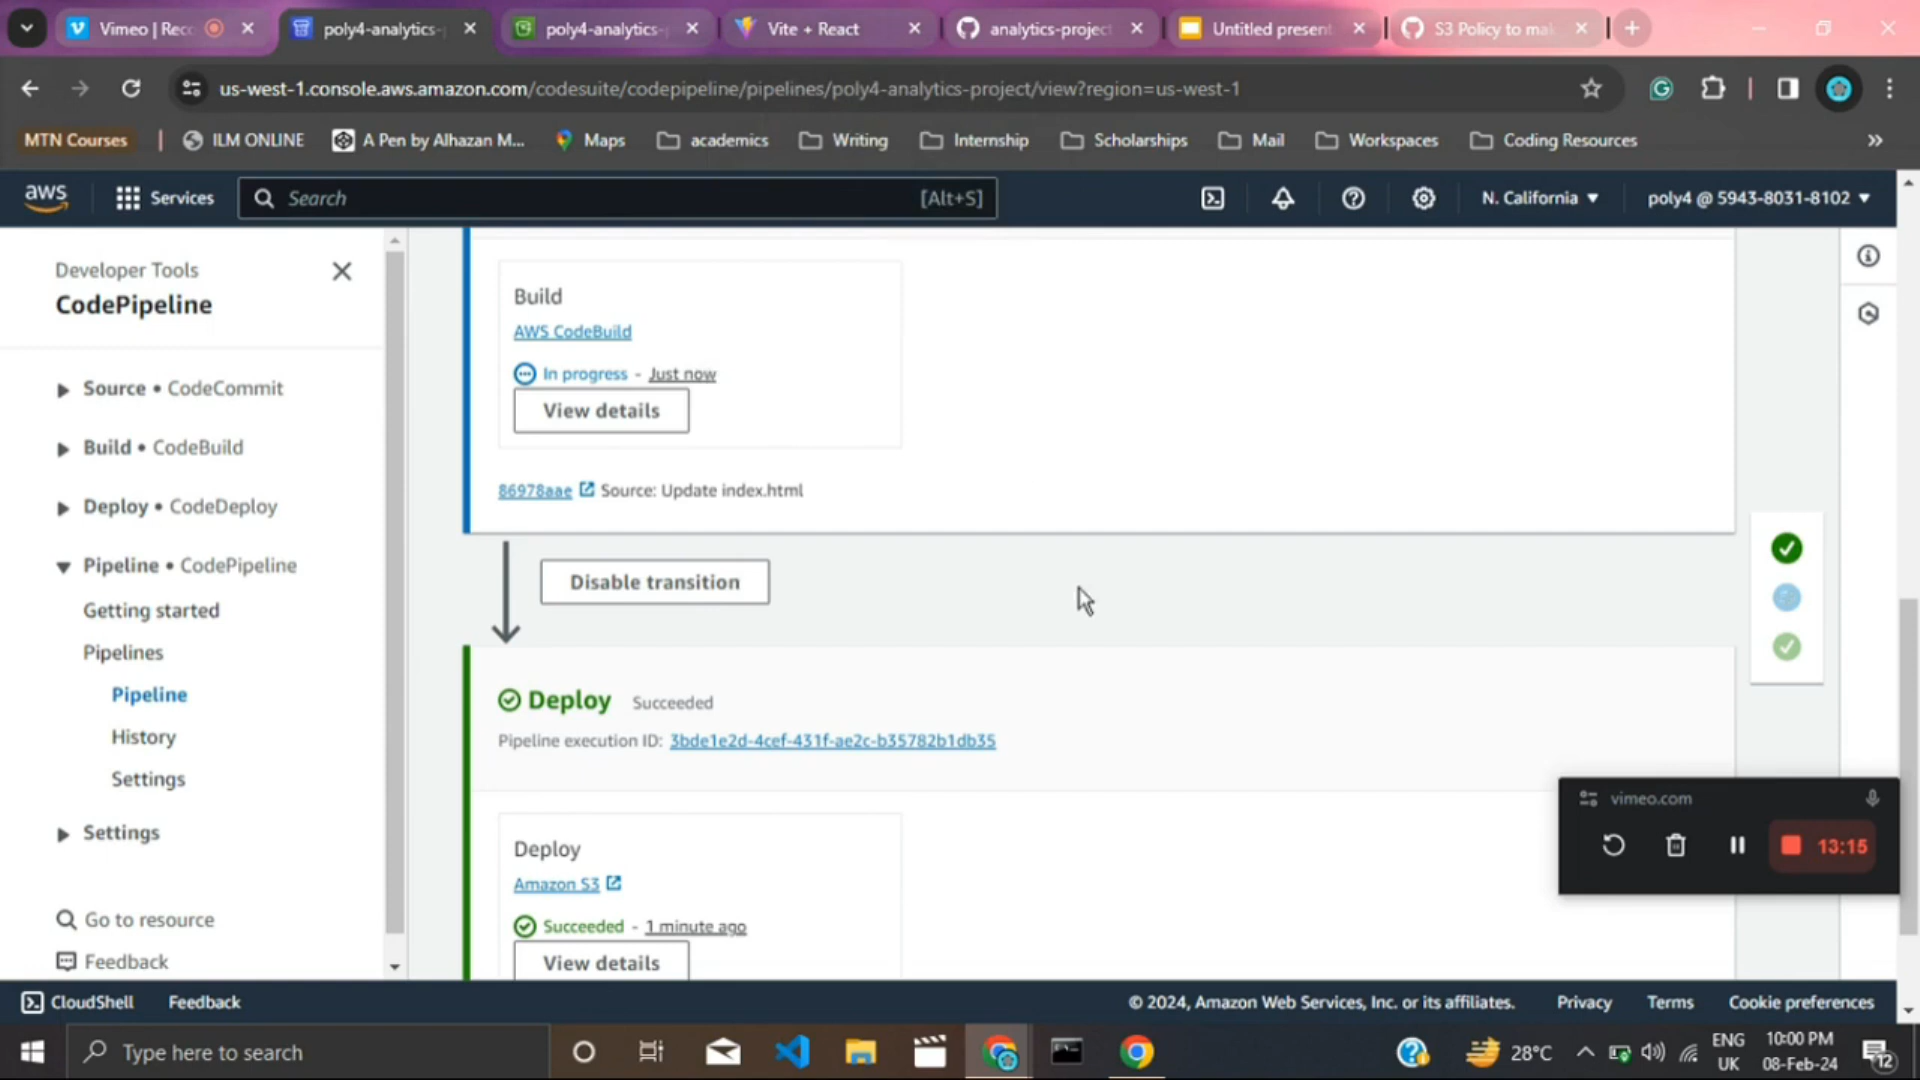 Vimeo | Rec
poly4-analytics-
poly4-analytics-
Vite + React
analytics-project
Untitled present
S3 Policy to mak
us-west-1.console.aws.amazon.com/codesuite/codepipeline/pipelines/poly4-analytics-project/view?region=us-west-1
MTN Courses
ILM ONLINE
A Pen by Alhazan M...
Maps
academics
Writing
Internship
Scholarships
Mail
Workspaces
Coding Resources
aws
Services
Search
[Alt+S]
N. California
poly4 @ 5943-8031-8102
Developer Tools
CodePipeline
Source • CodeCommit
Build • CodeBuild
Deploy • CodeDeploy
Pipeline • CodePipeline
Getting started
Pipelines
Pipeline
History
Settings
Settings
Go to resource
Feedback
Build
AWS CodeBuild
In progress - Just now
View details
86978aae Source: Update index.html
Disable transition
Deploy Succeeded
Pipeline execution ID: 3bde1e2d-4cef-431f-ae2c-b35782b1db35
Deploy
Amazon S3
Succeeded - 1 minute ago
View details
vimeo.com
13:15
CloudShell
Feedback
© 2024, Amazon Web Services, Inc. or its affiliates.
Privacy
Terms
Cookie preferences
Type here to search
28°C
ENG
UK
10:00 PM
08-Feb-24
12